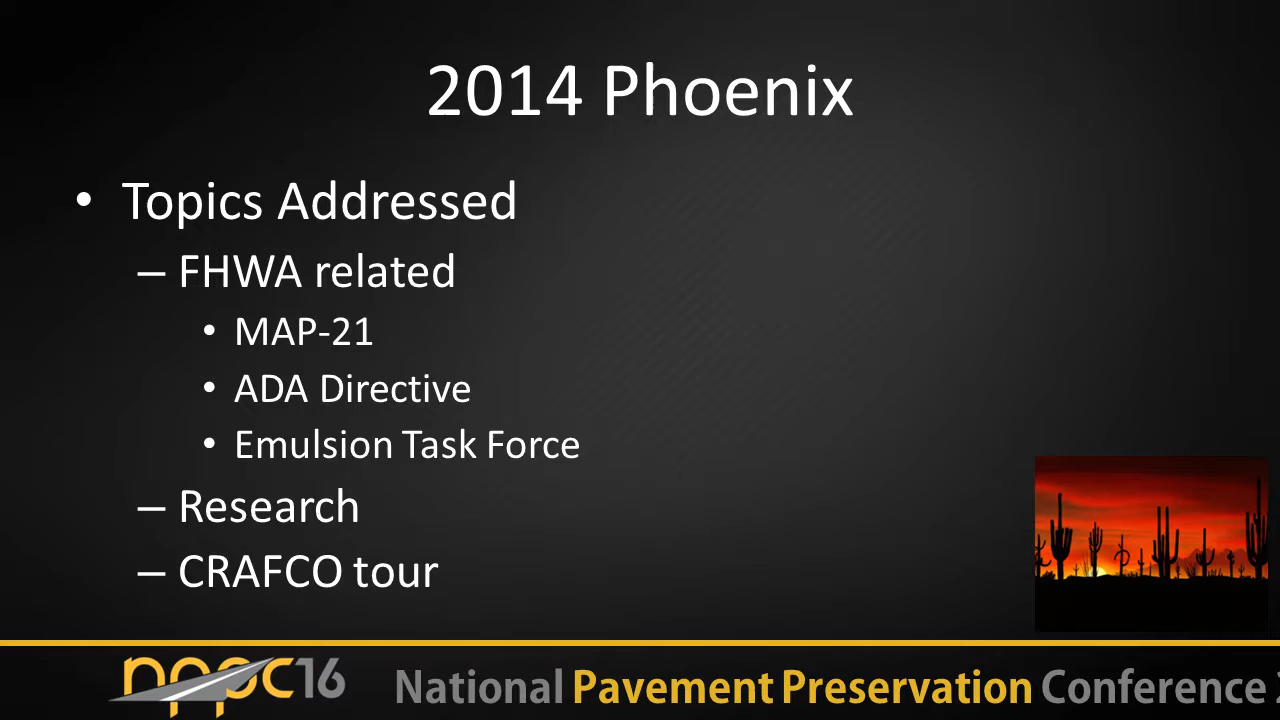 2014 Phoenix
• Topics Addressed
– FHWA related
• MAP-21
• ADA Directive
• Emulsion Task Force
– Research
– CRAFCO tour
nppc16
National Pavement Preservation Conference